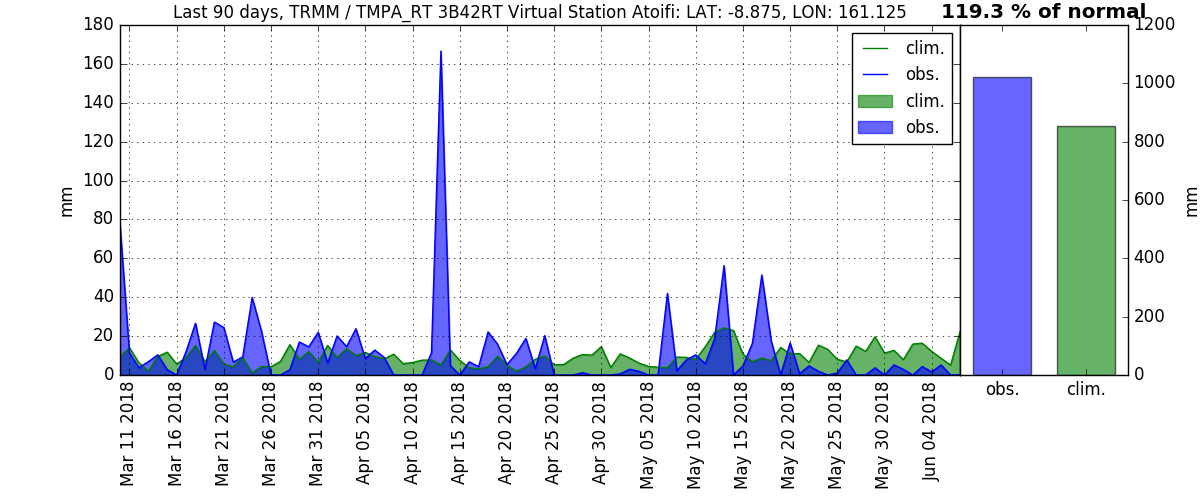 Last 90 days, TRMM / TMPA_RT 3B42RT Virtual Station Atoifi: LAT: -8.875, LON: 161.125
119.3 % of normal
180
160
140
120
100
80
60
40
20
0
mm
clim.
obs.
clim.
obs.
Mar 11 2018
Mar 16 2018
Mar 21 2018
Mar 26 2018
Mar 31 2018
Apr 05 2018
Apr 10 2018
Apr 15 2018
Apr 20 2018
Apr 25 2018
Apr 30 2018
May 05 2018
May 10 2018
May 15 2018
May 20 2018
May 25 2018
May 30 2018
Jun 04 2018
1200
1000
800
600
400
200
0
mm
obs.
clim.